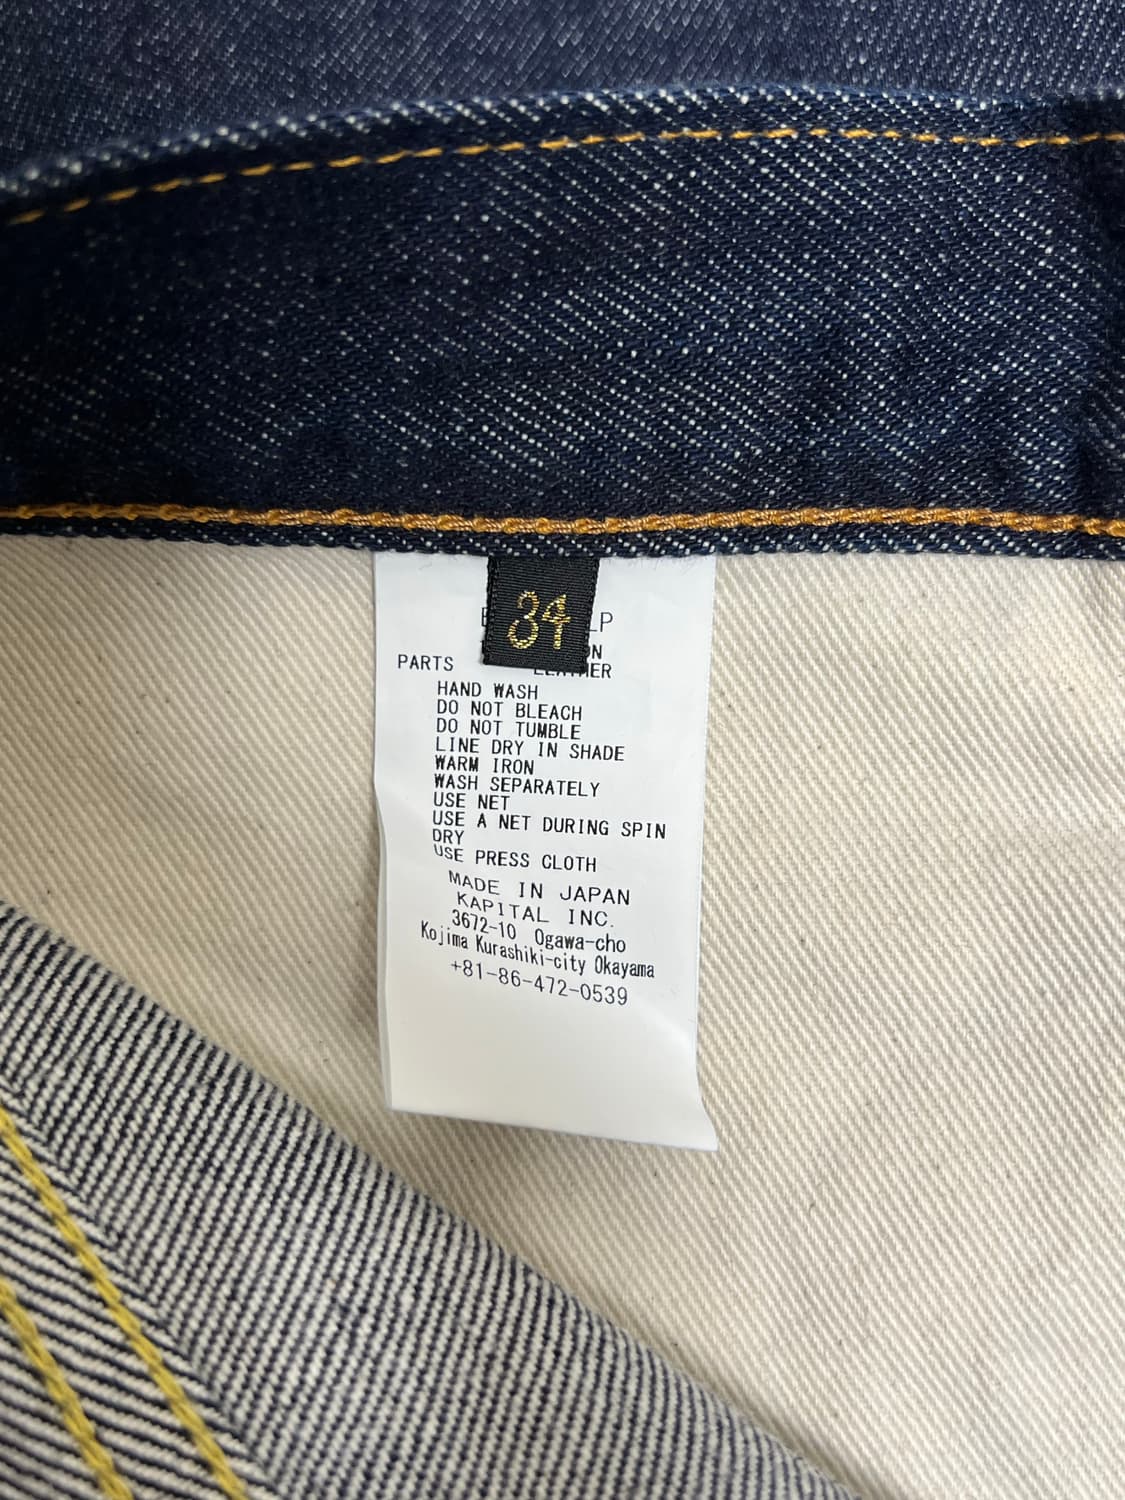 34
LP
PARTS
HAND WASH
DO NOT BLEACH
DO NOT TUMBLE
LINE DRY IN SHADE
WARM IRON
WASH SEPARATELY
USE NET
USE A NET DURING SPIN
DRY
USE PRESS CLOTH
MADE IN JAPAN
KAPITAL INC.
3672-10 Ogawa-cho
Kojima Kurashiki-city Okayama
+81-86-472-0539